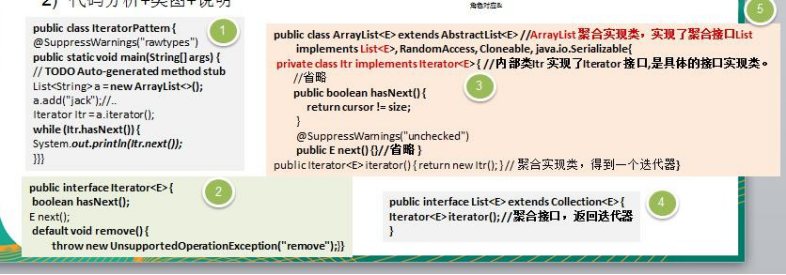 2) 代码分析+类图+说明
角色对应&
5
1
public class IteratorPattern {
@SuppressWarnings("rawtypes")
public static void main(String[] args) {
// TODO Auto-generated method stub
List<String> a = new ArrayList<>();
a.add("jack");//..
Iterator Itr = a.iterator();
while (Itr.hasNext()) {
System.out.println(Itr.next());
}}}
public class ArrayList<E> extends AbstractList<E> //ArrayList 聚合实现类，实现了聚合接口List
implements List<E>, RandomAccess, Cloneable, java.io.Serializable{
private class Itr implements Iterator<E> { //内部类Itr 实现了Iterator 接口,是具体的接口实现类。
//省略
3
public boolean hasNext() {
return cursor != size;
}
@SuppressWarnings("unchecked")
public E next() {}//省略 }
public Iterator<E> iterator() { return new Itr(); } // 聚合实现类，得到一个迭代器}
2
public interface Iterator<E> {
boolean hasNext();
E next();
default void remove() {
throw new UnsupportedOperationException("remove");}}
4
public interface List<E> extends Collection<E> {
Iterator<E> iterator();//聚合接口，返回迭代器
}